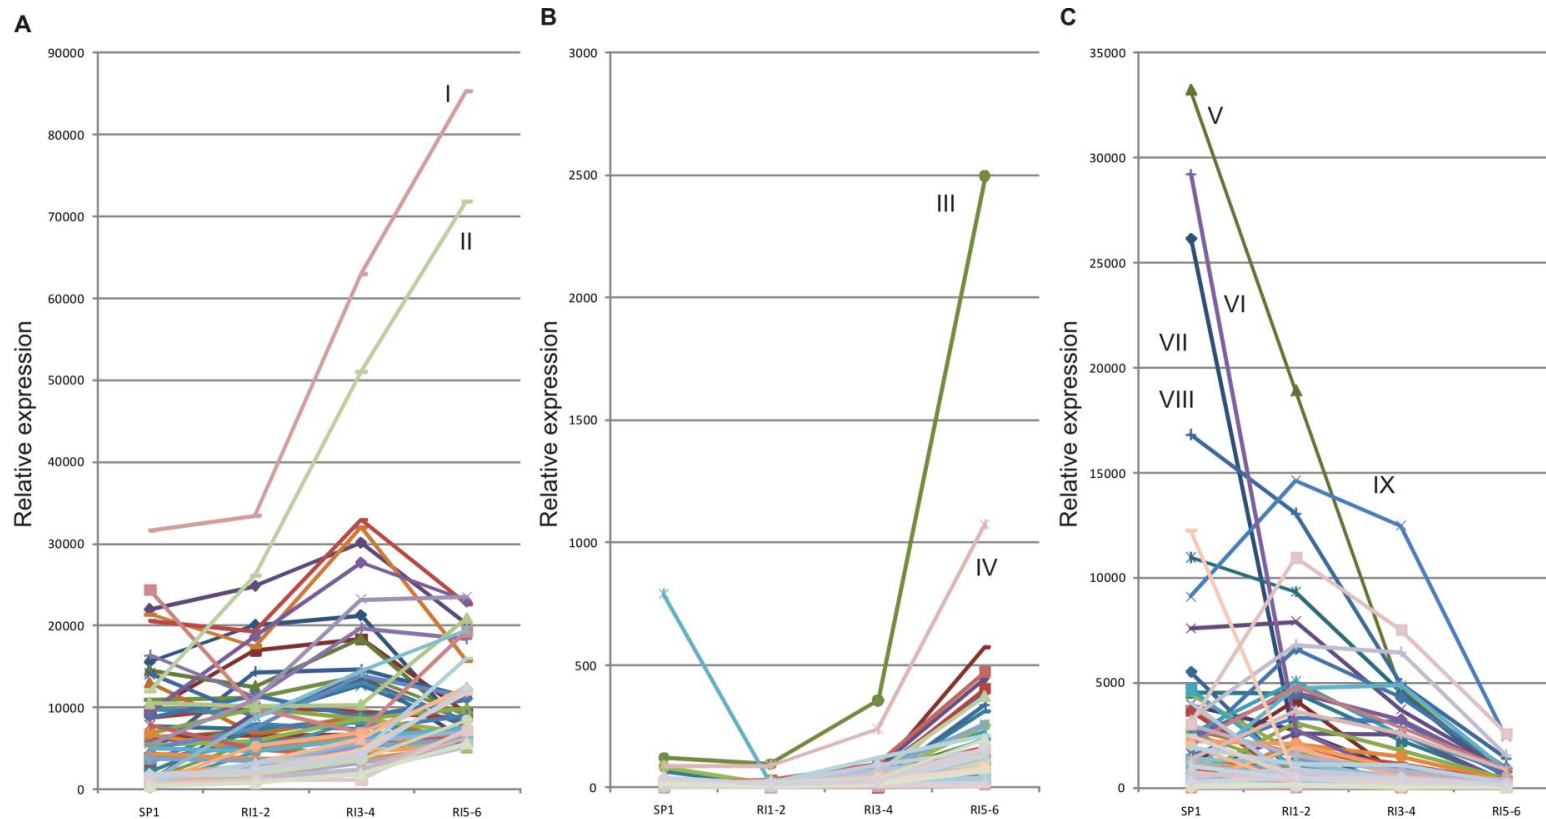 A
Relative expression
90000
80000
70000
60000
50000
40000
30000
20000
10000
0
I
II
SP1 RI1-2 RI3-4 RI5-6
B
Relative expression
3000
2500
2000
1500
1000
500
0
III
IV
SP1 RI1-2 RI3-4 RI5-6
C
Relative expression
35000
30000
25000
20000
15000
10000
5000
0
V
VI
VII
VIII
IX
SP1 RI1-2 RI3-4 RI5-6